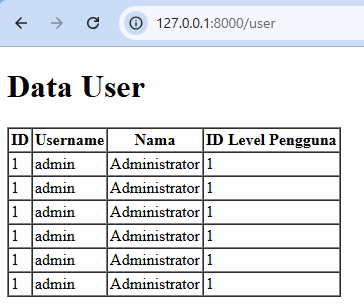 127.0.0.1:8000/user
Data User
ID Username Nama ID Level Pengguna
1 admin Administrator 1
1 admin Administrator 1
1 admin Administrator 1
1 admin Administrator 1
1 admin Administrator 1
1 admin Administrator 1